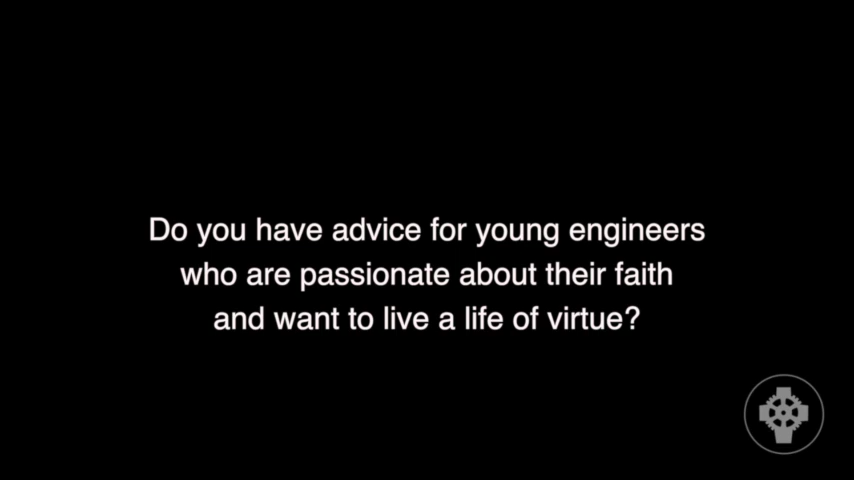 Do you have advice for young engineers
who are passionate about their faith
and want to live a life of virtue?